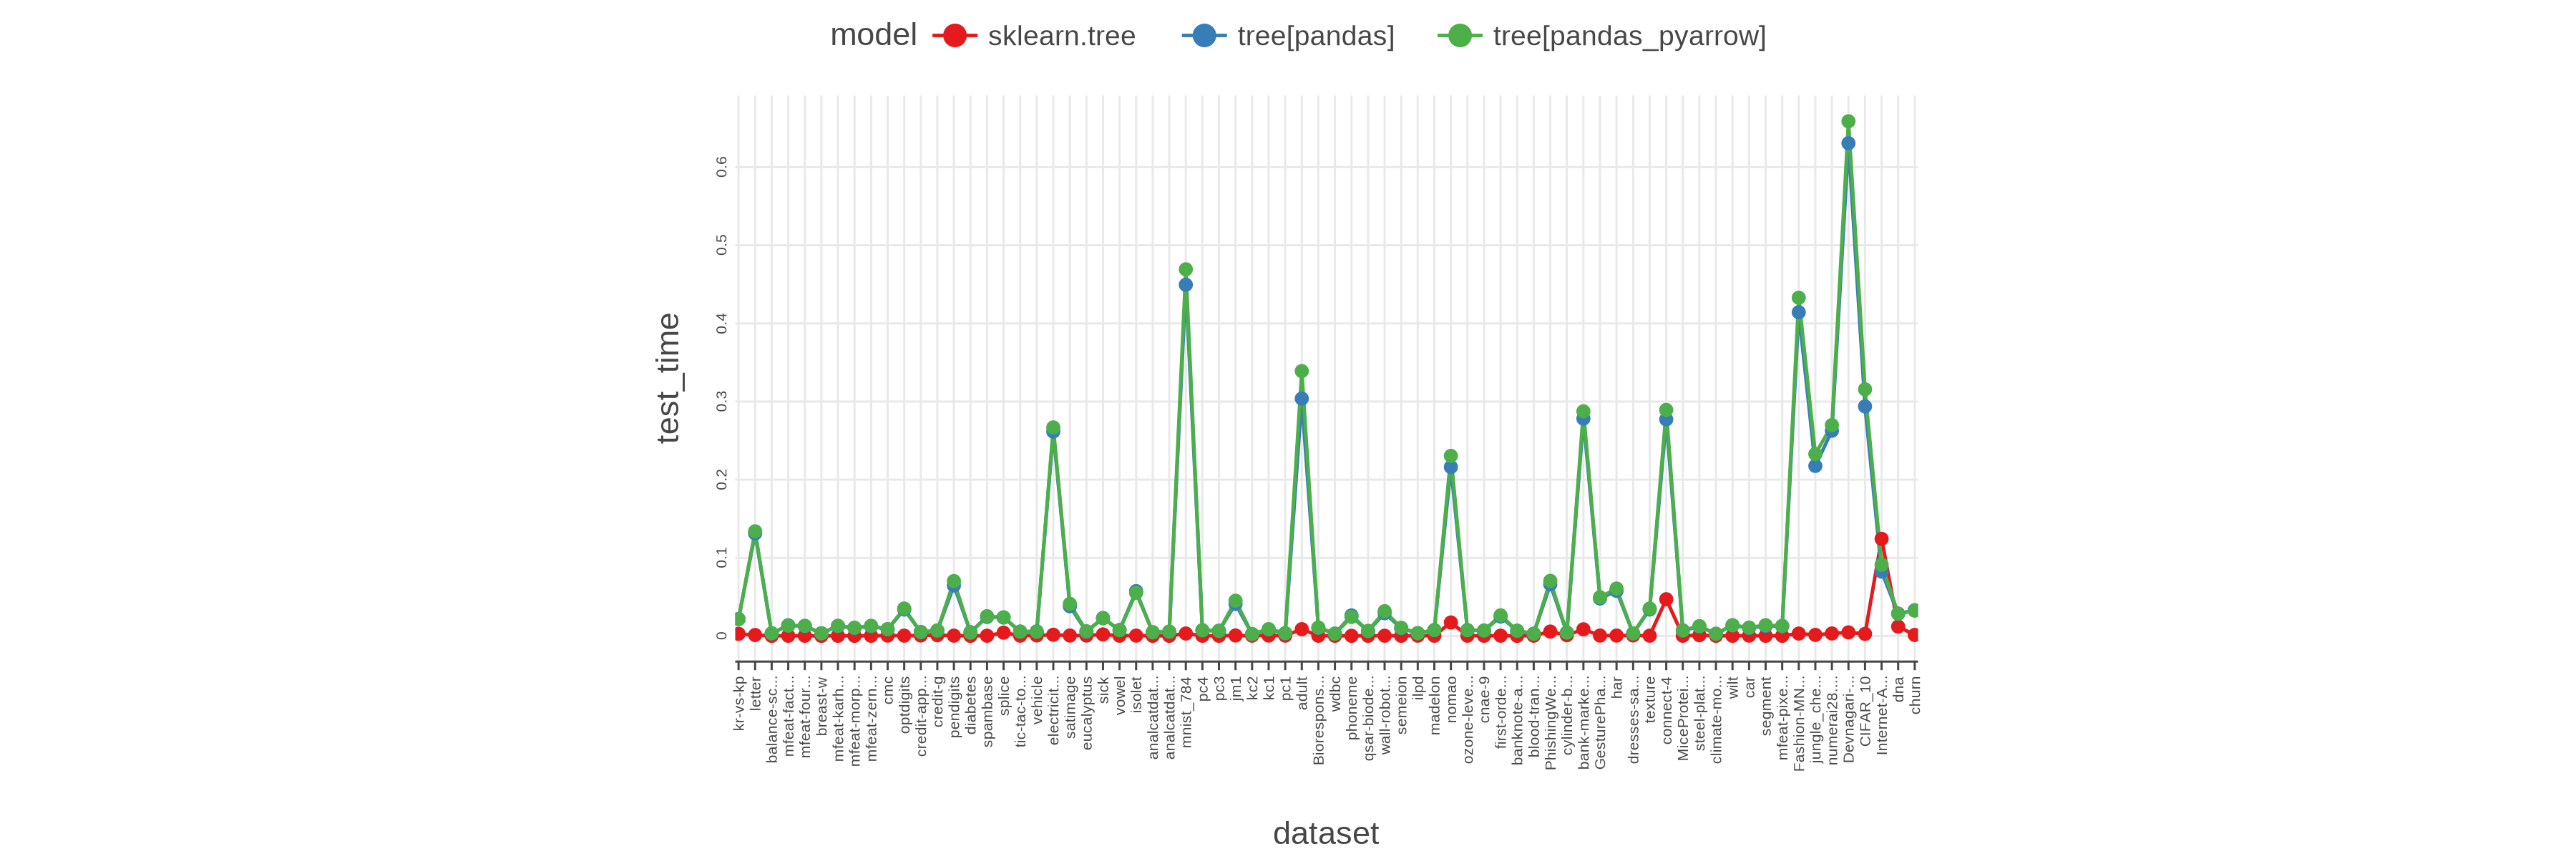 model sklearn.tree tree[pandas] tree[pandas_pyarrow]
test_time
0.6
0.5
0.4
0.3
0.2
0.1
0
kr-vs-kp
letter
balance-sc…
mfeat-fact…
mfeat-four…
breast-w
mfeat-karh…
mfeat-morp…
mfeat-zern…
cmc
optdigits
credit-app…
credit-g
pendigits
diabetes
spambase
splice
tic-tac-to…
vehicle
electricit…
satimage
eucalyptus
sick
vowel
isolet
analcatdat…
analcatdat…
mnist_784
pc4
pc3
jm1
kc2
kc1
pc1
adult
Biorespons…
wdbc
phoneme
qsar-biode…
wall-robot…
semeion
ilpd
madelon
nomao
ozone-leve…
cnae-9
first-orde…
banknote-a…
blood-tran…
PhishingWe…
cylinder-b…
bank-marke…
GesturePha…
har
dresses-sa…
texture
connect-4
MiceProtei…
steel-plat…
climate-mo…
wilt
car
segment
mfeat-pixe…
Fashion-MN…
jungle_che…
numerai28.…
Devnagari-…
CIFAR_10
Internet-A…
dna
churn
dataset